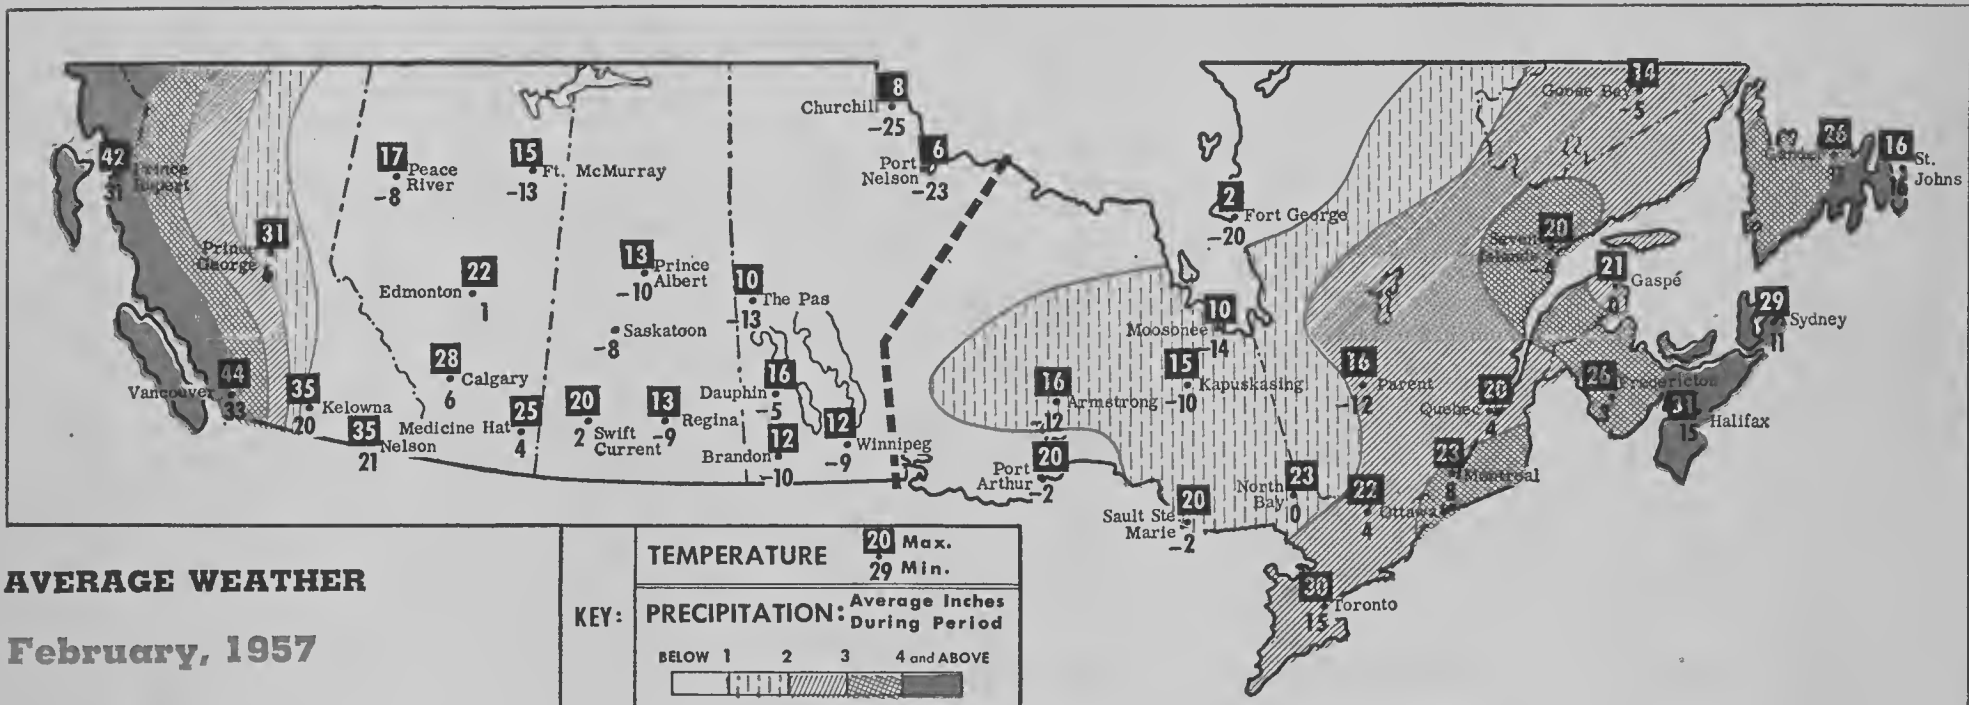 14
Goose Bay
-5
8
Churchill
-25
42
Prince
Rupert
31
17
Peace
River
-8
15
Ft. McMurray
-13
6
Port
Nelson
-23
26
16
St.
Johns
2
Fort George
-20
31
Prince
George
20
Seven
Islands
22
Edmonton
1
13
Prince
Albert
-10
10
The Pas
-13
21
Gaspé
0
Saskatoon
-8
10
Moosonee
-14
29
Sydney
11
44
Vancouver
33
35
Kelowna
20
28
Calgary
6
16
Dauphin
-5
16
Armstrong
-12
15
Kapuskasing
-10
16
Parent
-12
20
Quebec
4
26
Fredericton
3
31
Halifax
15
35
Nelson
21
25
Medicine Hat
4
20
Swift
Current
2
13
Regina
-9
12
Brandon
-10
12
Winnipeg
-9
20
Port
Arthur
-2
20
Sault Ste.
Marie
-2
23
North
Bay
0
22
Ottawa
4
23
Montreal
8
30
Toronto
15
AVERAGE WEATHER
February, 1957
KEY:
TEMPERATURE 20 Max.
29 Min.
PRECIPITATION: Average Inches
During Period
BELOW 1 2 3 4 and ABOVE